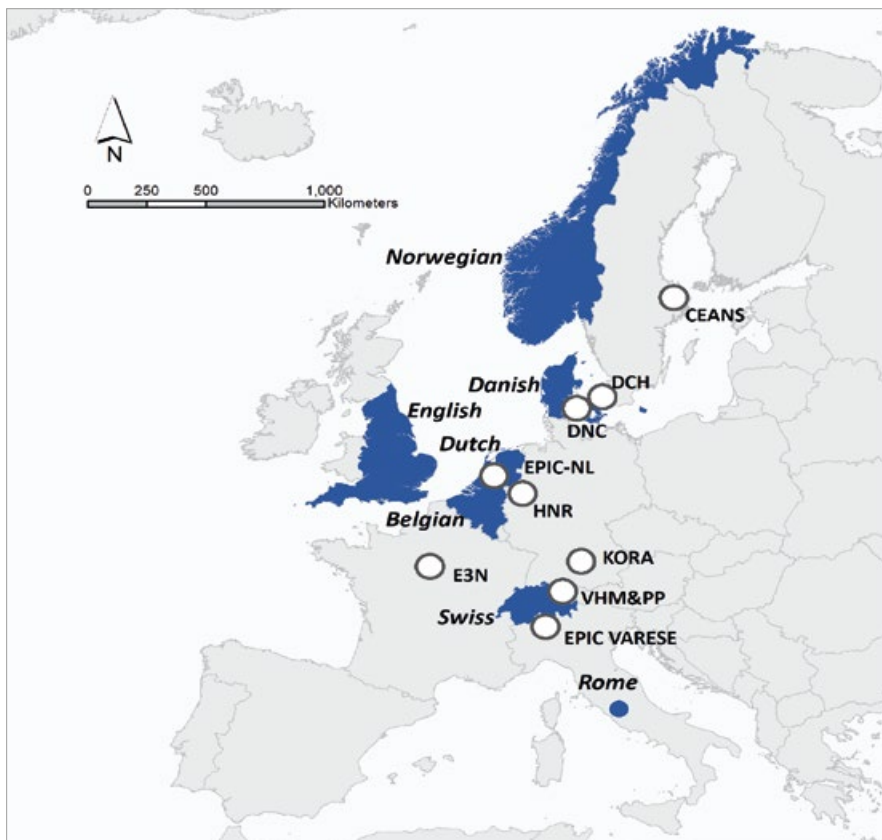 N
0 250 500 1,000
Kilometers
Norwegian
CEANS
Danish
DCH
English
DNC
Dutch
EPIC-NL
HNR
Belgian
KORA
E3N
VHM&PP
Swiss
EPIC VARESE
Rome